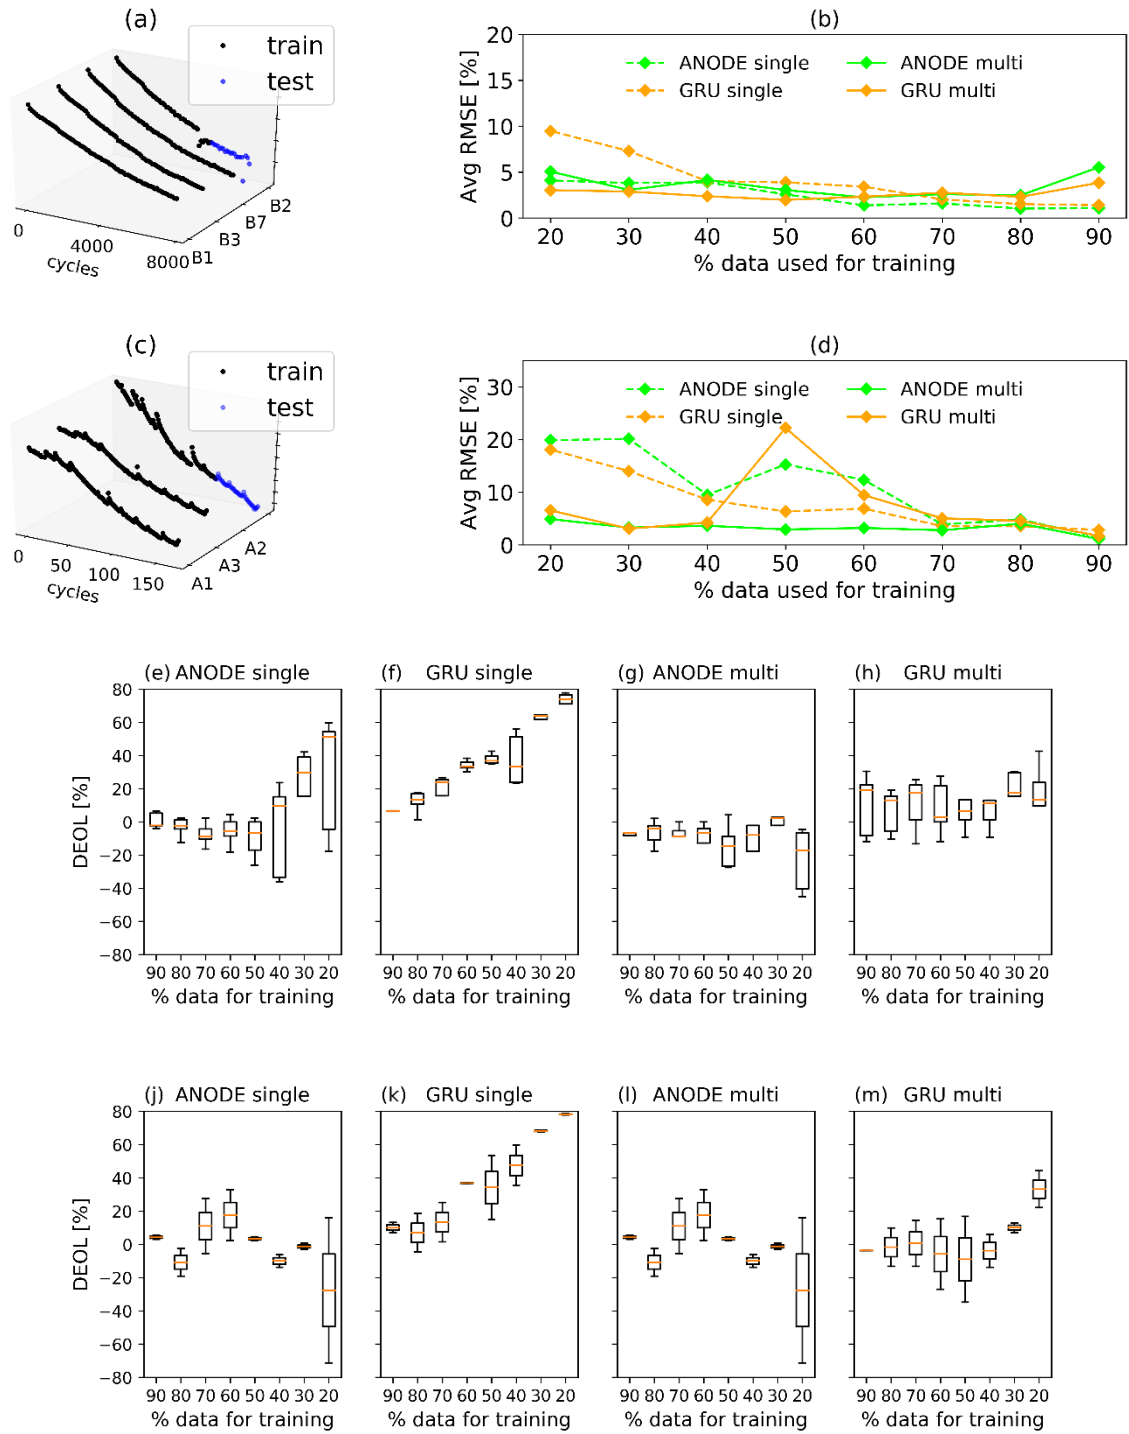 (a)
train
test
0
4000
8000
cycles
B1
B3
B7
B2
(b)
Avg RMSE [%]
20
15
10
5
0
ANODE single
GRU single
ANODE multi
GRU multi
20 30 40 50 60 70 80 90
% data used for training
(c)
train
test
0
50
100
150
cycles
A1
A3
A2
(d)
Avg RMSE [%]
30
20
10
0
ANODE single
GRU single
ANODE multi
GRU multi
20 30 40 50 60 70 80 90
% data used for training
(e) ANODE single
DEOL [%]
80
60
40
20
0
−20
−40
−60
−80
90 80 70 60 50 40 30 20
% data for training
(f) GRU single
90 80 70 60 50 40 30 20
% data for training
(g) ANODE multi
90 80 70 60 50 40 30 20
% data for training
(h) GRU multi
90 80 70 60 50 40 30 20
% data for training
(j) ANODE single
DEOL [%]
80
60
40
20
0
−20
−40
−60
−80
90 80 70 60 50 40 30 20
% data for training
(k) GRU single
90 80 70 60 50 40 30 20
% data for training
(l) ANODE multi
90 80 70 60 50 40 30 20
% data for training
(m) GRU multi
90 80 70 60 50 40 30 20
% data for training